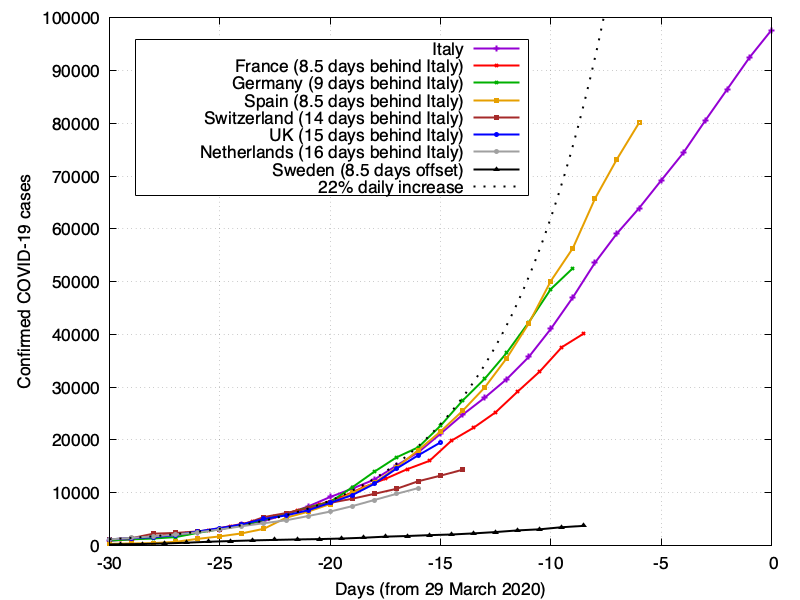 100000
90000
80000
70000
60000
50000
40000
30000
20000
10000
0
Confirmed COVID-19 cases
Italy
France (8.5 days behind Italy)
Germany (9 days behind Italy)
Spain (8.5 days behind Italy)
Switzerland (14 days behind Italy)
UK (15 days behind Italy)
Netherlands (16 days behind Italy)
Sweden (8.5 days offset)
22% daily increase
-30 -25 -20 -15 -10 -5 0
Days (from 29 March 2020)